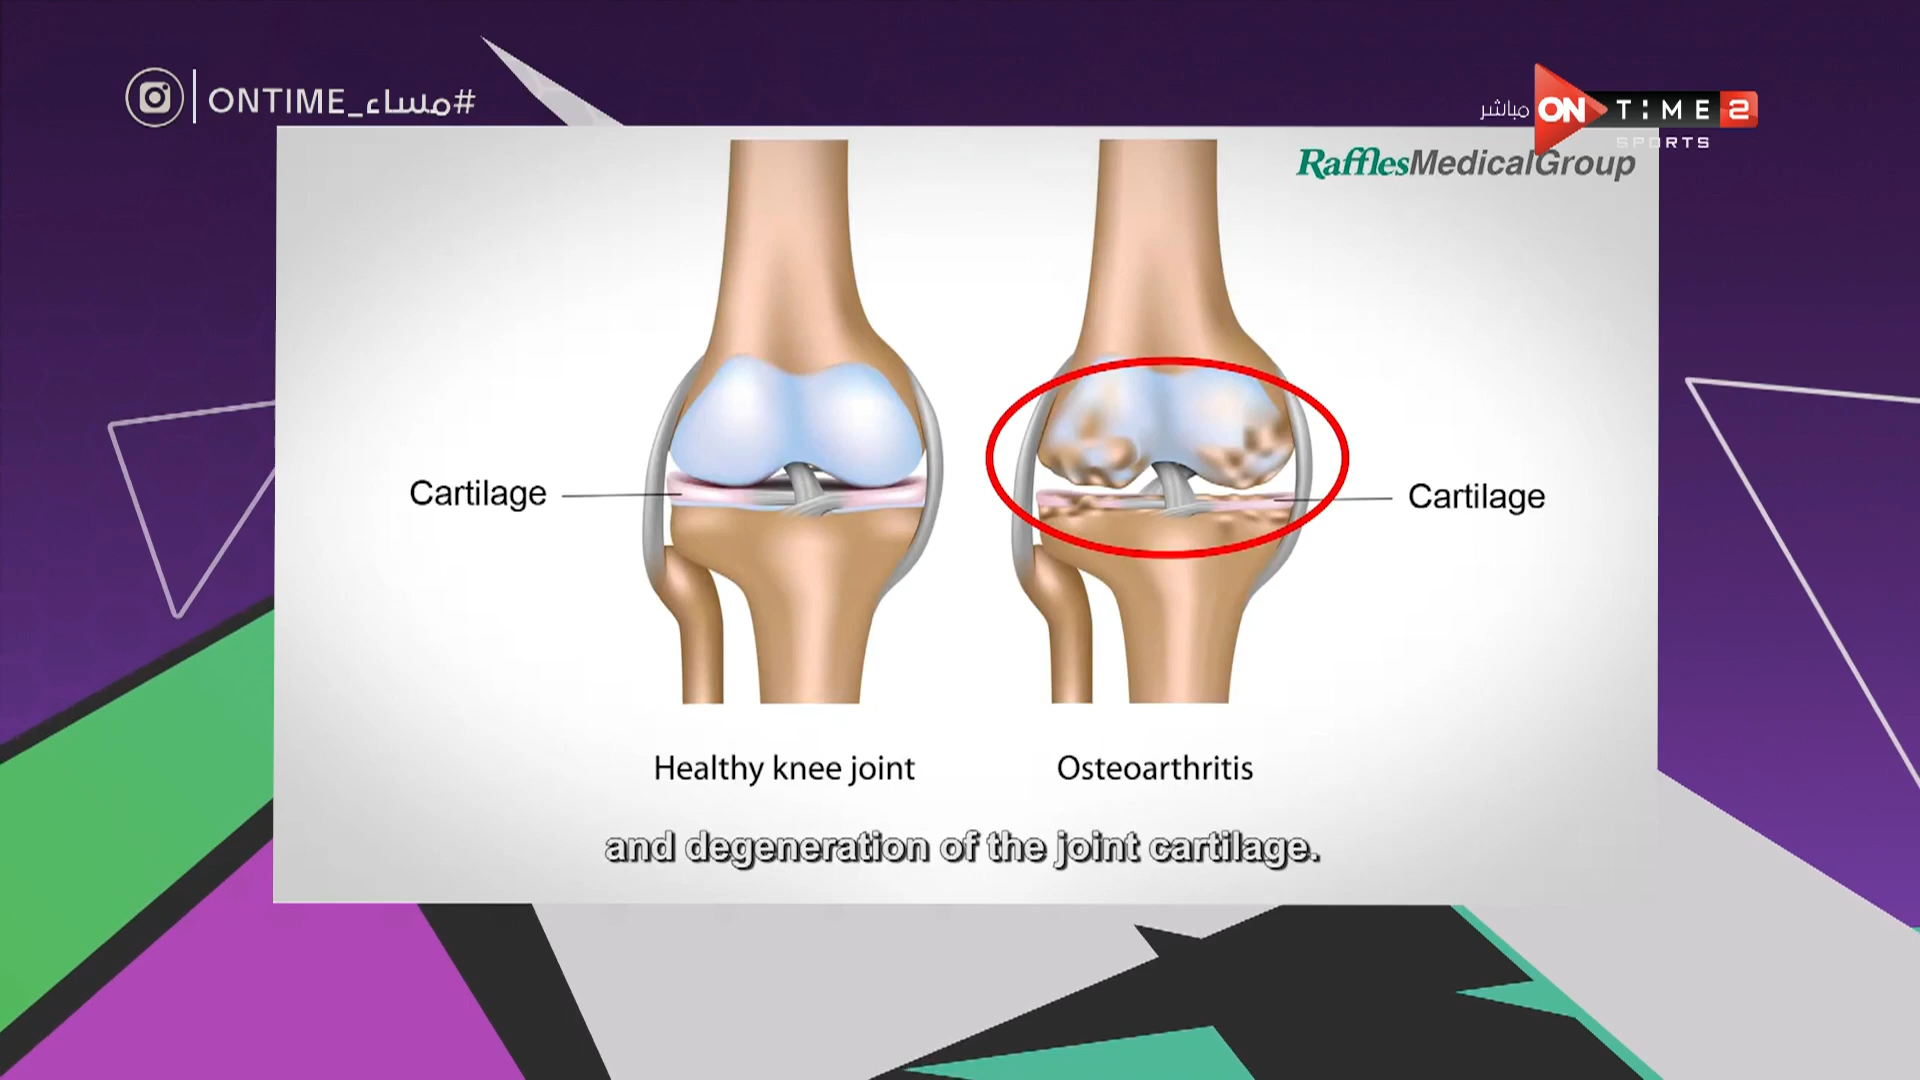 #مساء_ONTIME
مباشر ON TIME 2
SPORTS
RafflesMedicalGroup
Cartilage
Cartilage
Healthy knee joint
Osteoarthritis
and degeneration of the joint cartilage.